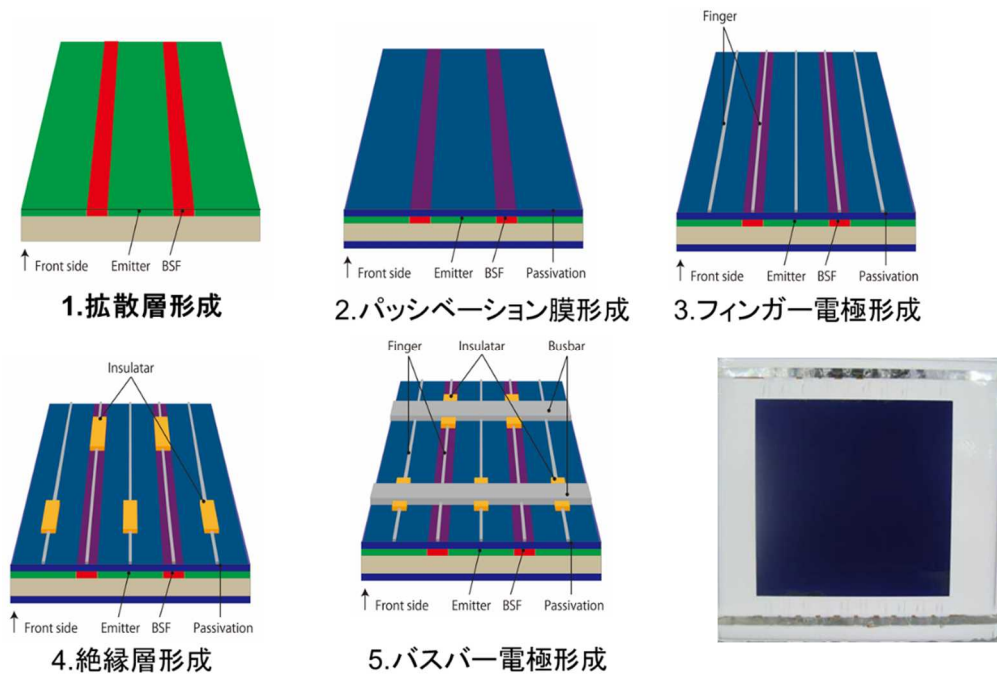 Front side
Emitter
BSF
1.拡散層形成
Front side
Emitter
BSF
Passivation
2.パッシベーション膜形成
Finger
Front side
Emitter
BSF
Passivation
3.フィンガー電極形成
Insulatar
Front side
Emitter
BSF
Passivation
4.絶縁層形成
Finger
Insulatar
Busbar
Front side
Emitter
BSF
Passivation
5.バスバー電極形成